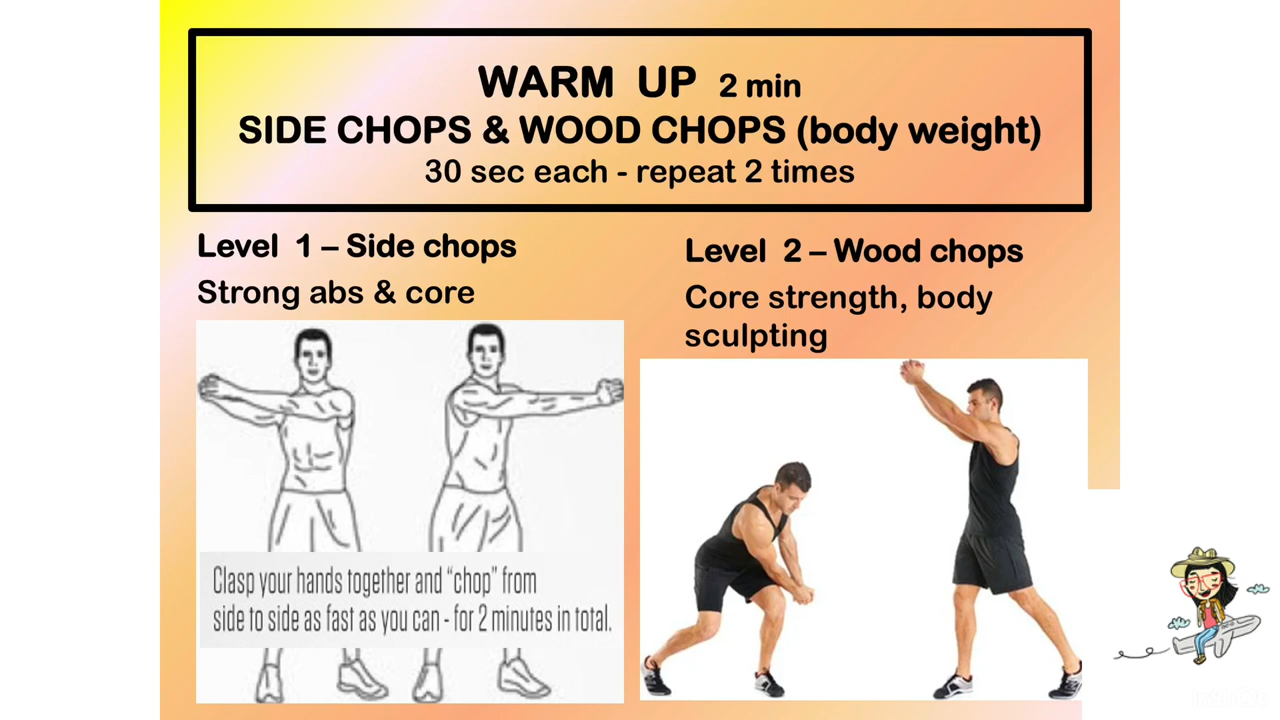 WARM UP 2 min
SIDE CHOPS & WOOD CHOPS (body weight)
30 sec each - repeat 2 times
Level 1 – Side chops
Strong abs & core
Clasp your hands together and “chop” from
side to side as fast as you can - for 2 minutes in total.
Level 2 – Wood chops
Core strength, body
sculpting